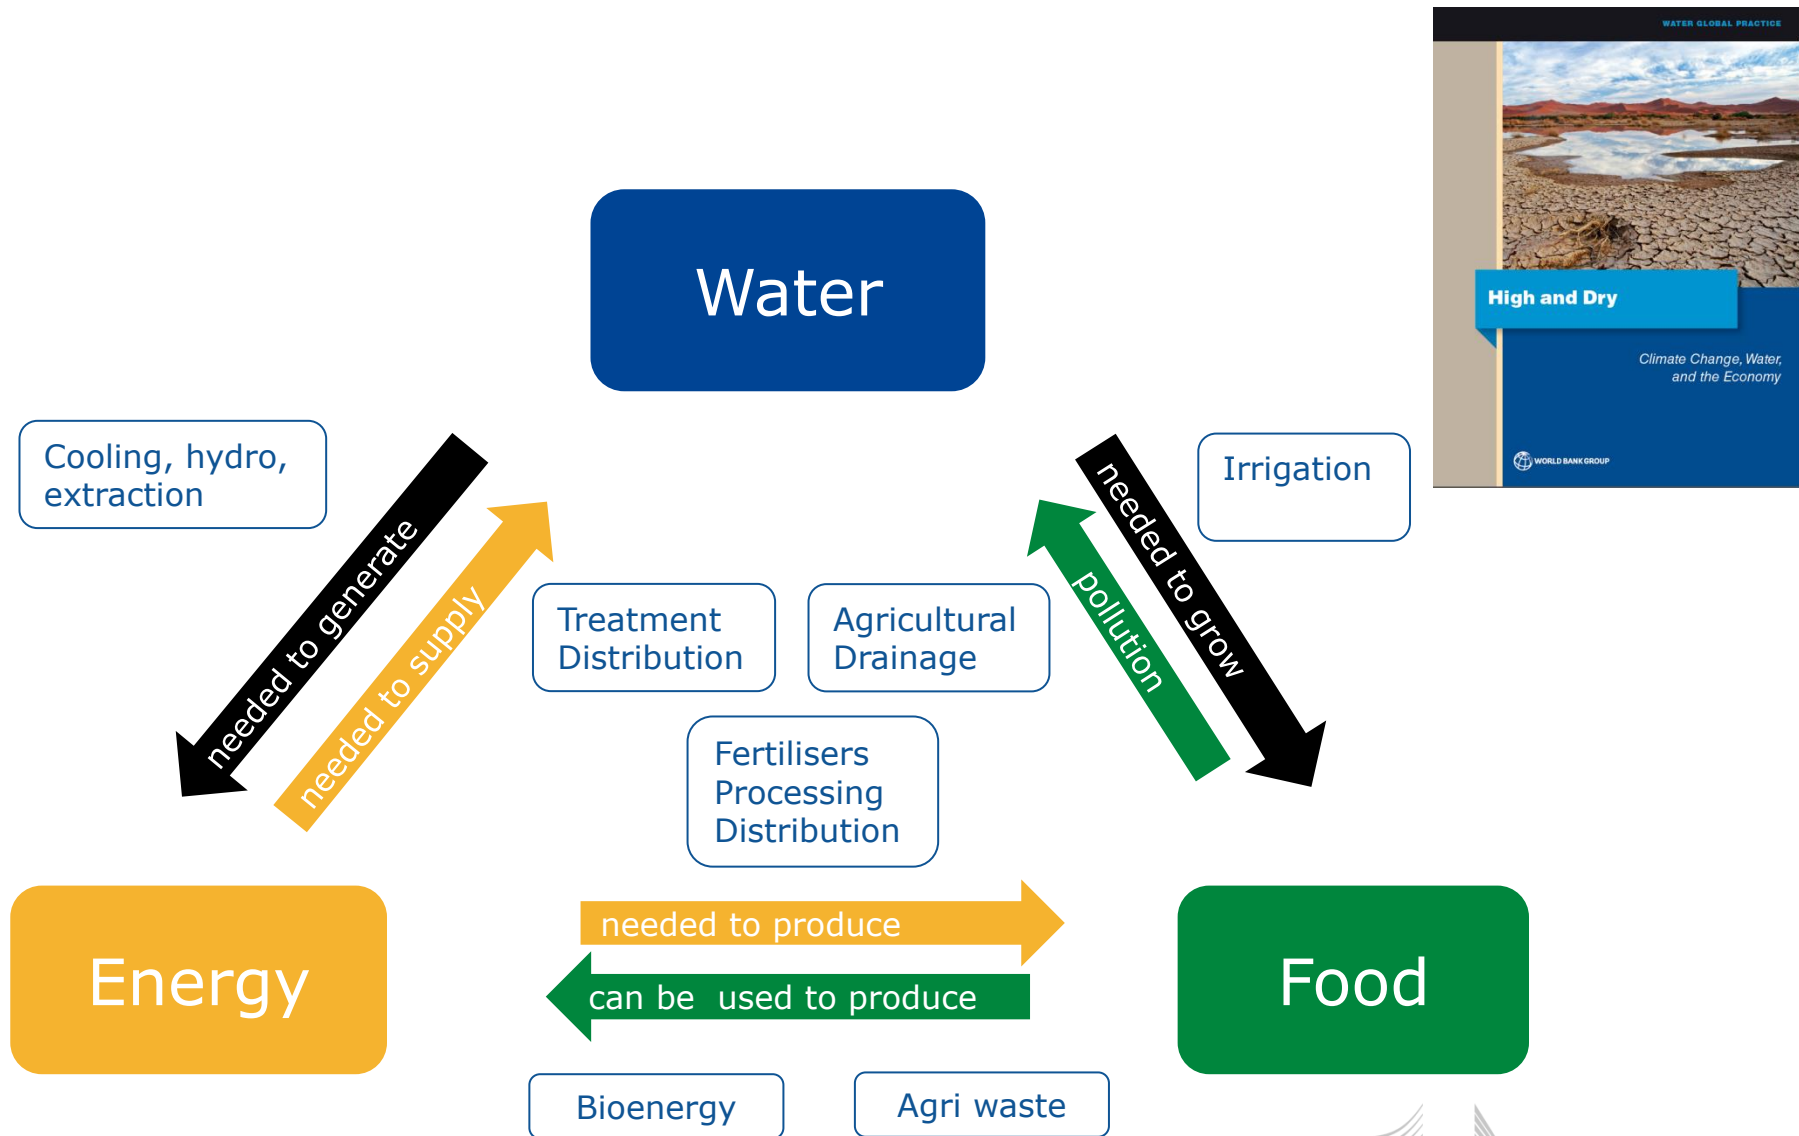 WATER GLOBAL PRACTICE
High and Dry
Climate Change, Water,
and the Economy
WORLD BANK GROUP
Water
Cooling, hydro,
extraction
needed to generate
needed to supply
Treatment
Distribution
Agricultural
Drainage
pollution
needed to grow
Irrigation
Fertilisers
Processing
Distribution
needed to produce
can be  used to produce
Energy
Food
Bioenergy
Agri waste